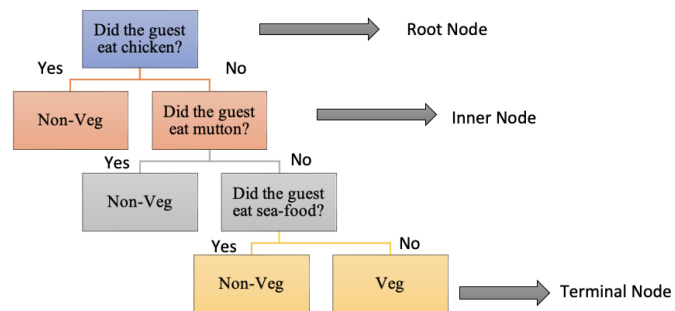 Did the guest
eat chicken?
Root Node
Yes
No
Non-Veg
Did the guest
eat mutton?
Inner Node
Yes
No
Non-Veg
Did the guest
eat sea-food?
Yes
No
Non-Veg
Veg
Terminal Node